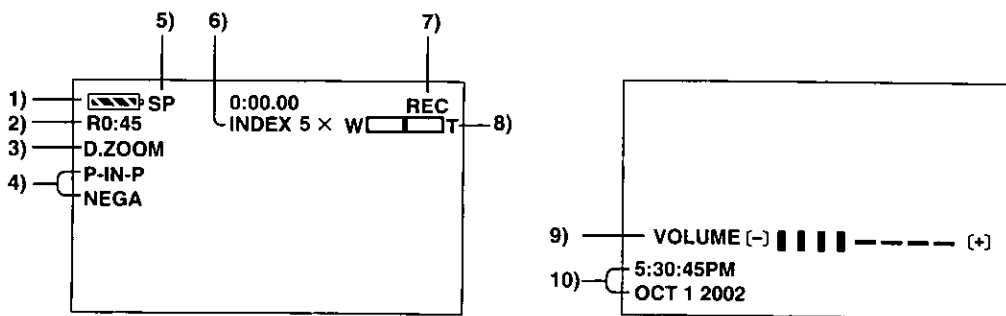 5) 6) 7)
1) SP 0:00.00 REC
2) R0:45 INDEX 5 × W T 8)
3) D.ZOOM
4) P-IN-P
NEGA
9) VOLUME [−] [+]
10) 5:30:45PM
OCT 1 2002